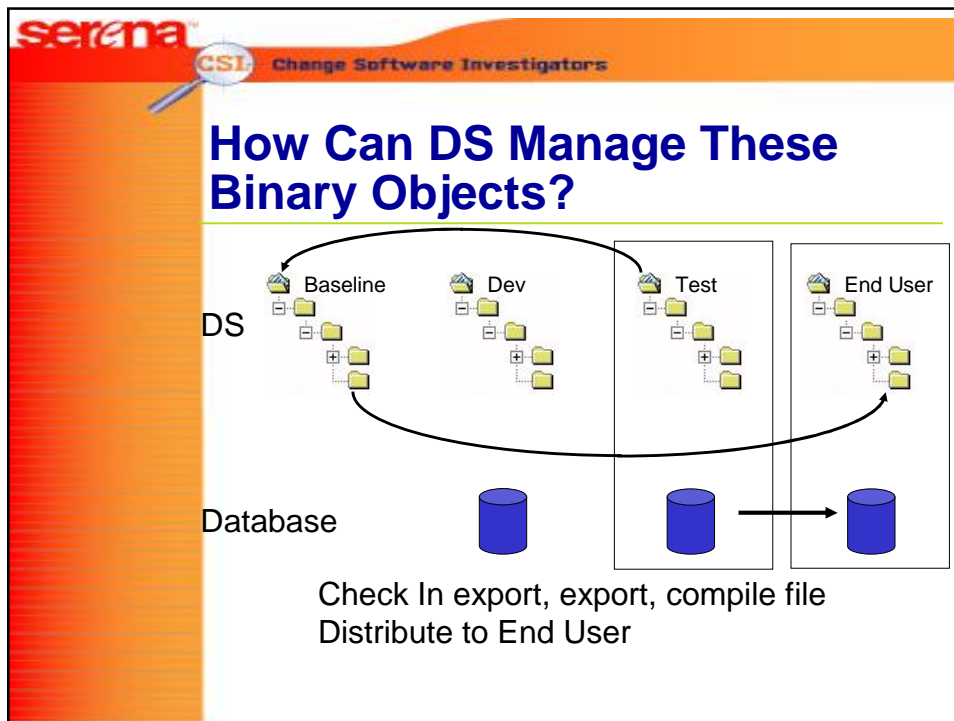 serena™
CSI Change Software Investigators
How Can DS Manage These
Binary Objects?
Baseline Dev Test End User
DS
Database
Check In export, export, compile file
Distribute to End User